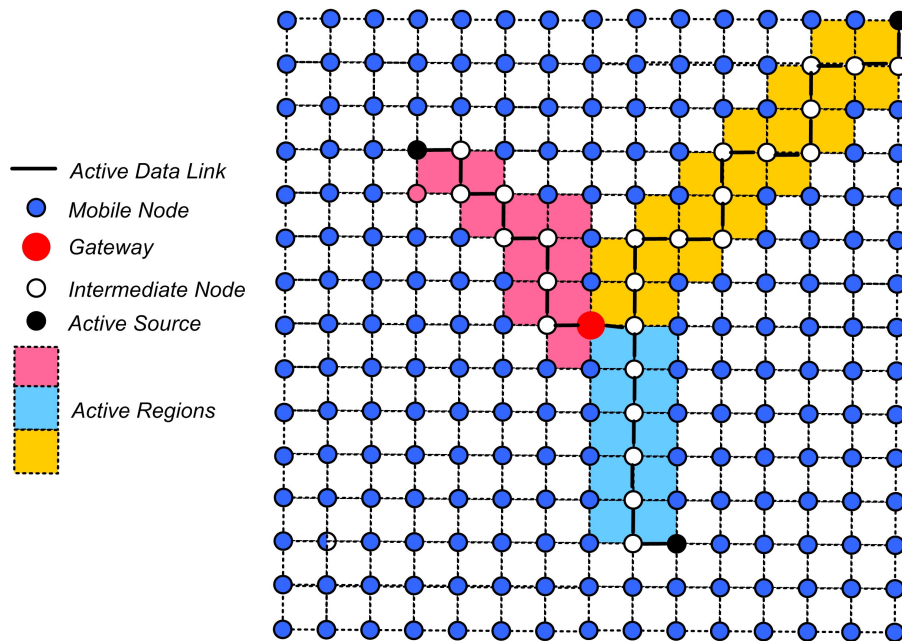 Active Data Link
Mobile Node
Gateway
Intermediate Node
Active Source
Active Regions